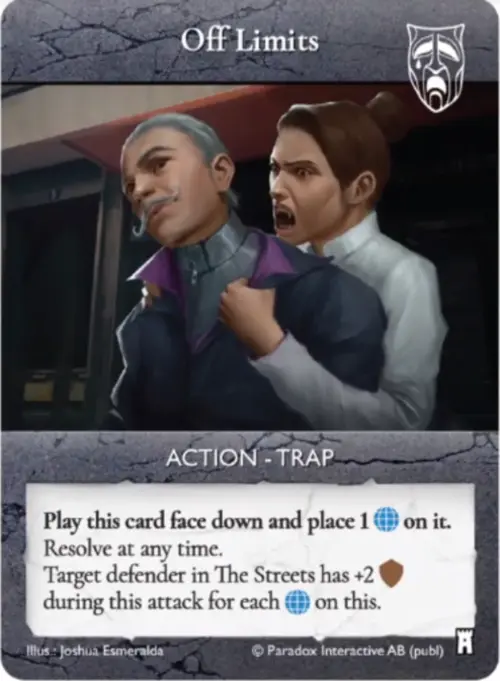 Off Limits
ACTION - TRAP
Play this card face down and place 1 on it.
Resolve at any time.
Target defender in The Streets has +2
during this attack for each on this.
Illus : Joshua Esmeralda © Paradox Interactive AB (publ)